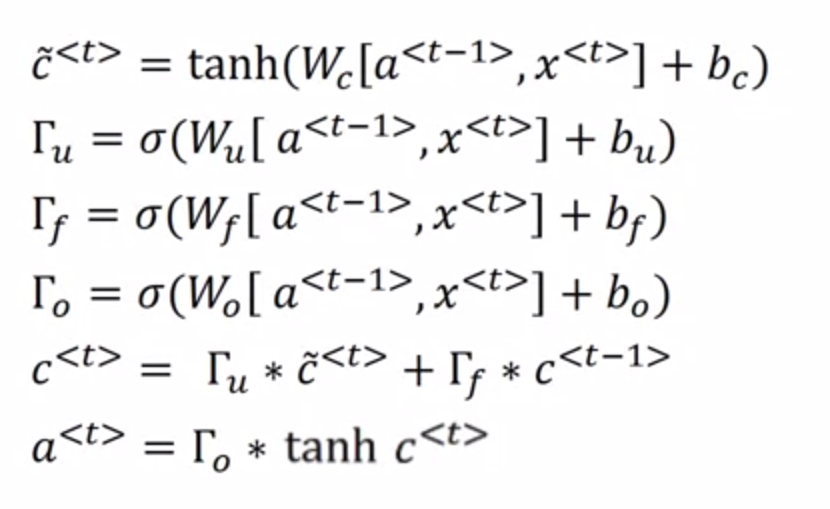 c̃^{<t>} = tanh(W_c[a^{<t−1>}, x^{<t>}] + b_c)
Γ_u = σ(W_u[ a^{<t−1>}, x^{<t>}] + b_u)
Γ_f = σ(W_f[ a^{<t−1>}, x^{<t>}] + b_f)
Γ_o = σ(W_o[ a^{<t−1>}, x^{<t>}] + b_o)
c^{<t>} = Γ_u * c̃^{<t>} + Γ_f * c^{<t−1>}
a^{<t>} = Γ_o * tanh c^{<t>}